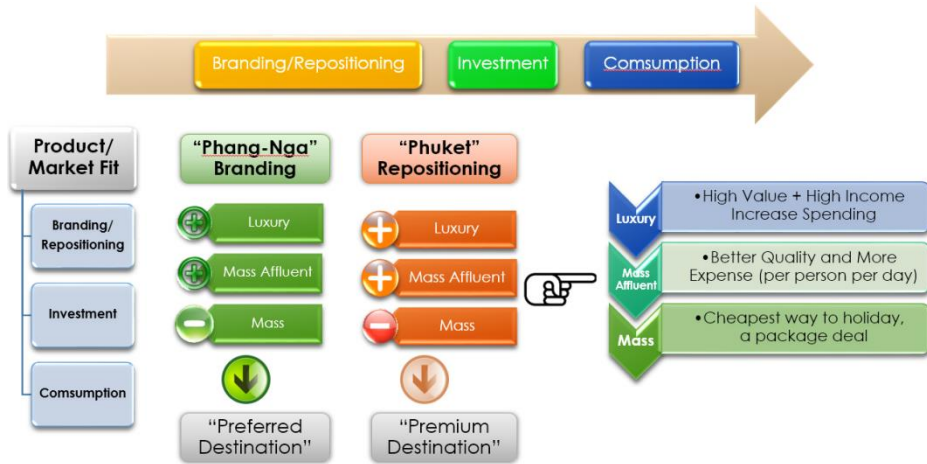 Branding/Repositioning
Investment
Comsumption
Product/
Market Fit
Branding/
Repositioning
Investment
Comsumption
“Phang-Nga”
Branding
Luxury
Mass Affluent
Mass
“Preferred
Destination”
“Phuket”
Repositioning
Luxury
Mass Affluent
Mass
“Premium
Destination”
Luxury
•High Value + High Income
Increase Spending
Mass
Affluent
•Better Quality and More
Expense (per person per day)
Mass
•Cheapest way to holiday,
a package deal